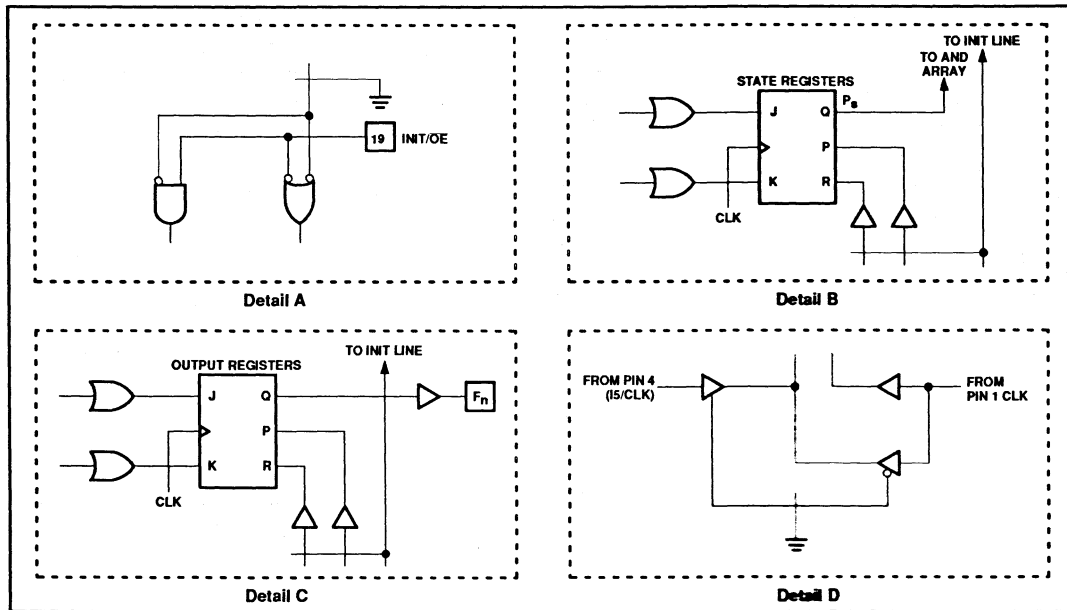 19 INIT/O̅E̅
Detail A
TO INIT LINE
TO AND
ARRAY
STATE REGISTERS
Ps
J Q
P
K R
CLK
Detail B
TO INIT LINE
OUTPUT REGISTERS
J Q Fn
P
K R
CLK
Detail C
FROM PIN 4
(I5/CLK)
FROM
PIN 1 CLK
Detail D